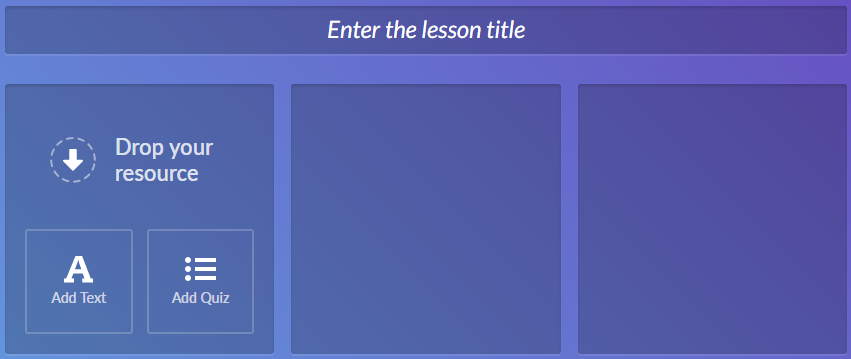 Enter the lesson title
Drop your
resource
Add Text
Add Quiz